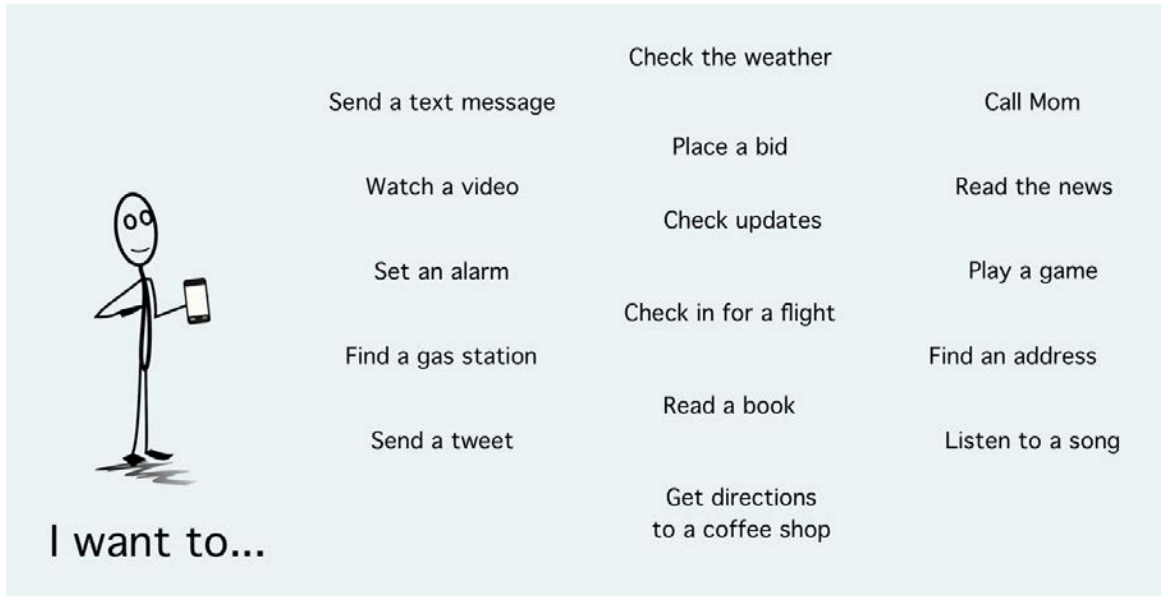 Check the weather
Send a text message
Call Mom
Place a bid
Watch a video
Read the news
Check updates
Set an alarm
Play a game
Check in for a flight
Find a gas station
Find an address
Read a book
Send a tweet
Listen to a song
Get directions
to a coffee shop
I want to...